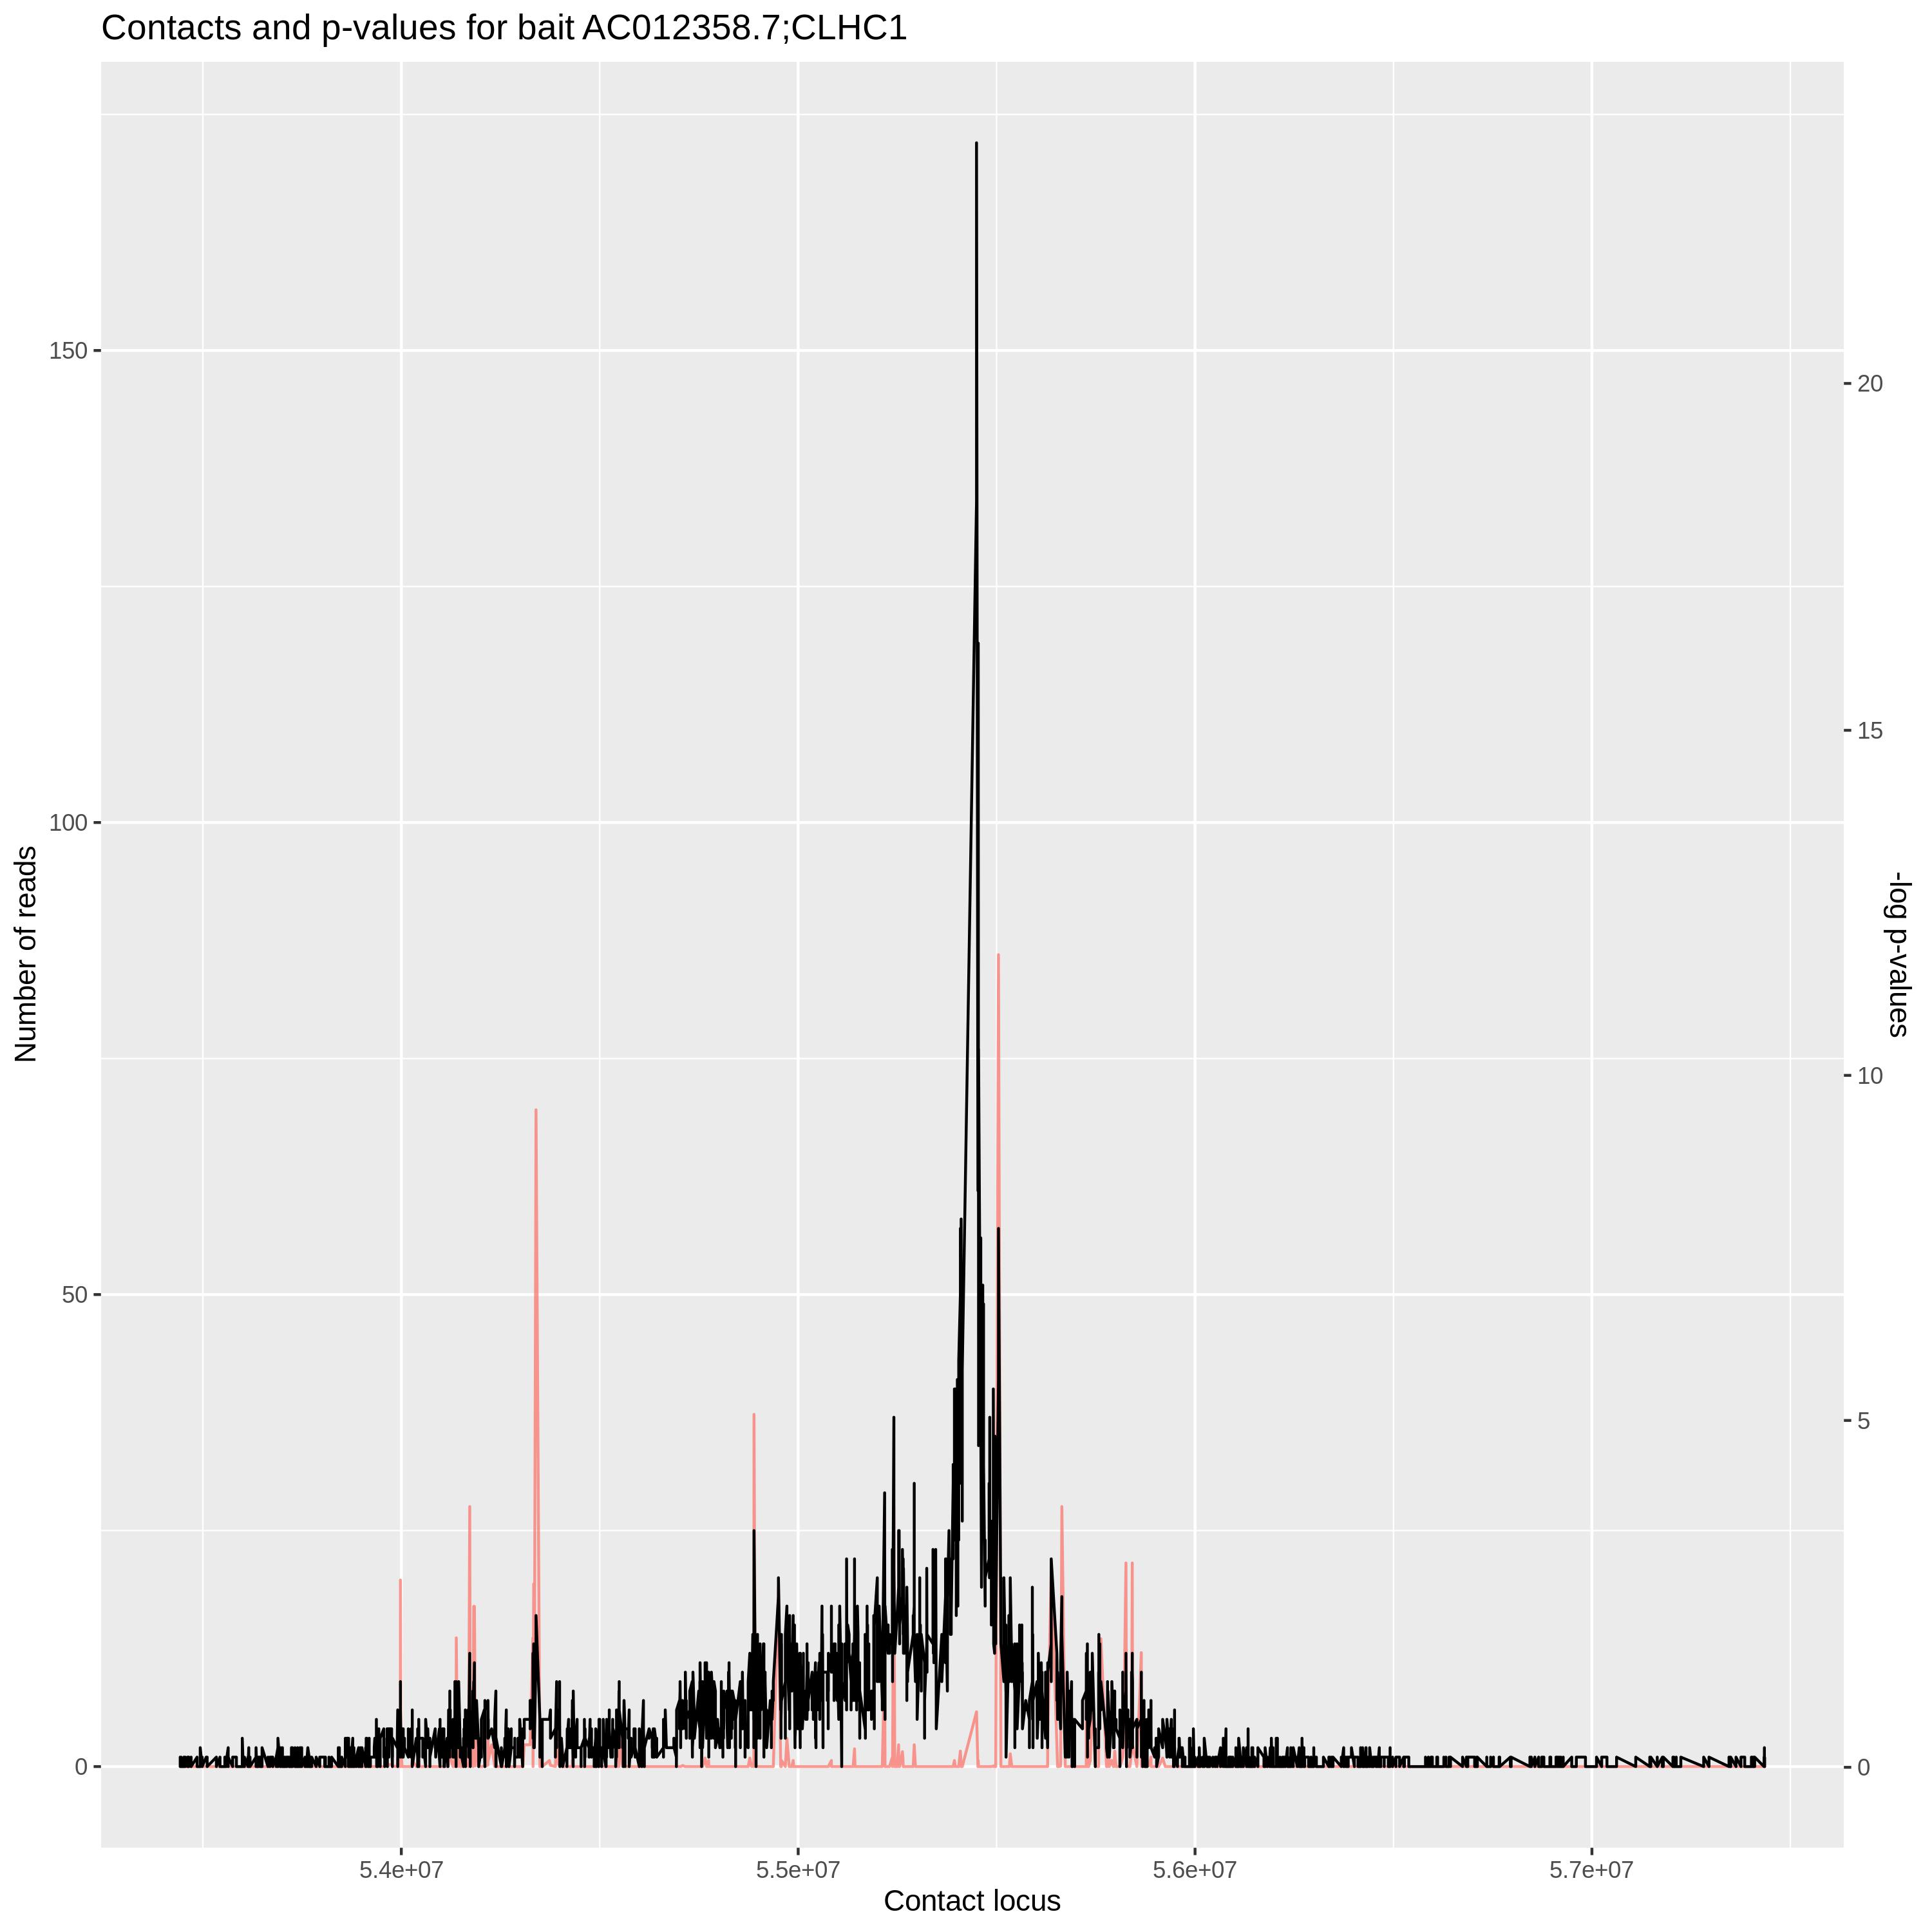 Contacts and p-values for bait AC012358.7;CLHC1
Number of reads
150
100
50
0
20
15
10
5
0
-log p-values
5.4e+07
5.5e+07
5.6e+07
5.7e+07
Contact locus